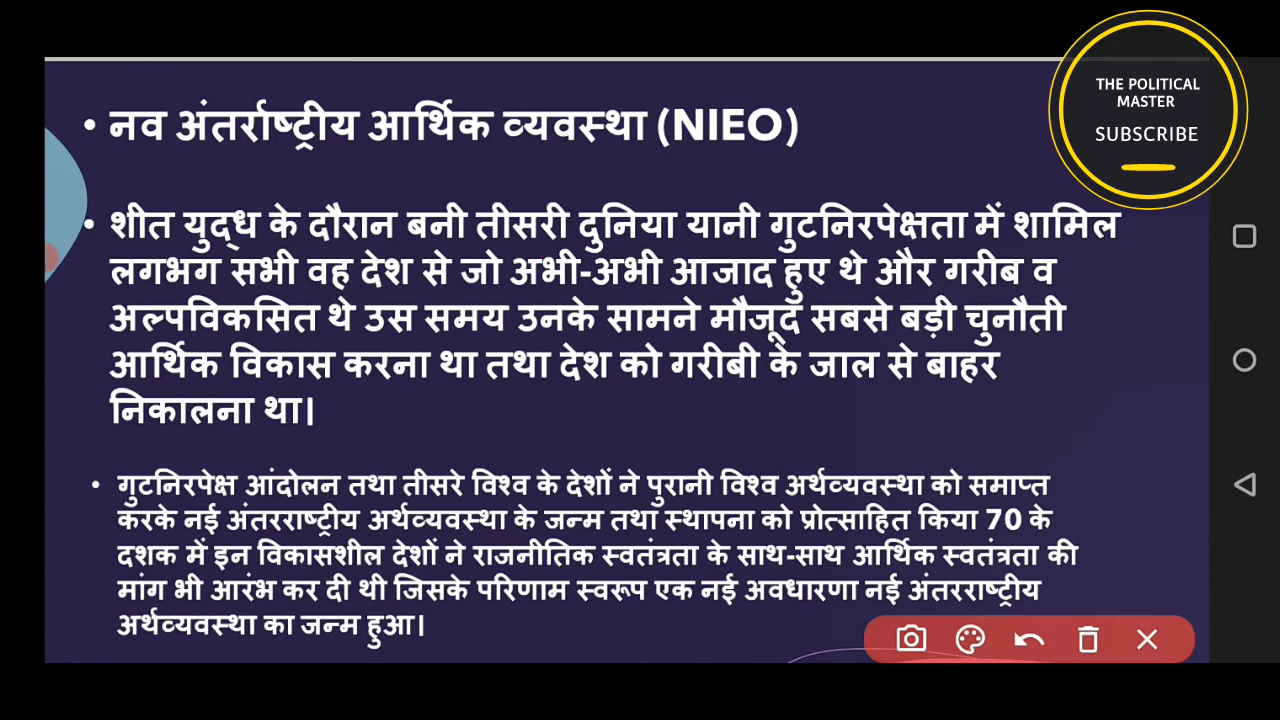 THE POLITICAL
MASTER
SUBSCRIBE
• नव अंतर्राष्ट्रीय आर्थिक व्यवस्था (NIEO)
• शीत युद्ध के दौरान बनी तीसरी दुनिया यानी गुटनिरपेक्षता में शामिल
लगभग सभी वह देश से जो अभी-अभी आजाद हुए थे और गरीब व
अल्पविकसित थे उस समय उनके सामने मौजूद सबसे बड़ी चुनौती
आर्थिक विकास करना था तथा देश को गरीबी के जाल से बाहर
निकालना था।
• गुटनिरपेक्ष आंदोलन तथा तीसरे विश्व के देशों ने पुरानी विश्व अर्थव्यवस्था को समाप्त
करके नई अंतरराष्ट्रीय अर्थव्यवस्था के जन्म तथा स्थापना को प्रोत्साहित किया 70 के
दशक में इन विकासशील देशों ने राजनीतिक स्वतंत्रता के साथ-साथ आर्थिक स्वतंत्रता की
मांग भी आरंभ कर दी थी जिसके परिणाम स्वरूप एक नई अवधारणा नई अंतरराष्ट्रीय
अर्थव्यवस्था का जन्म हुआ।